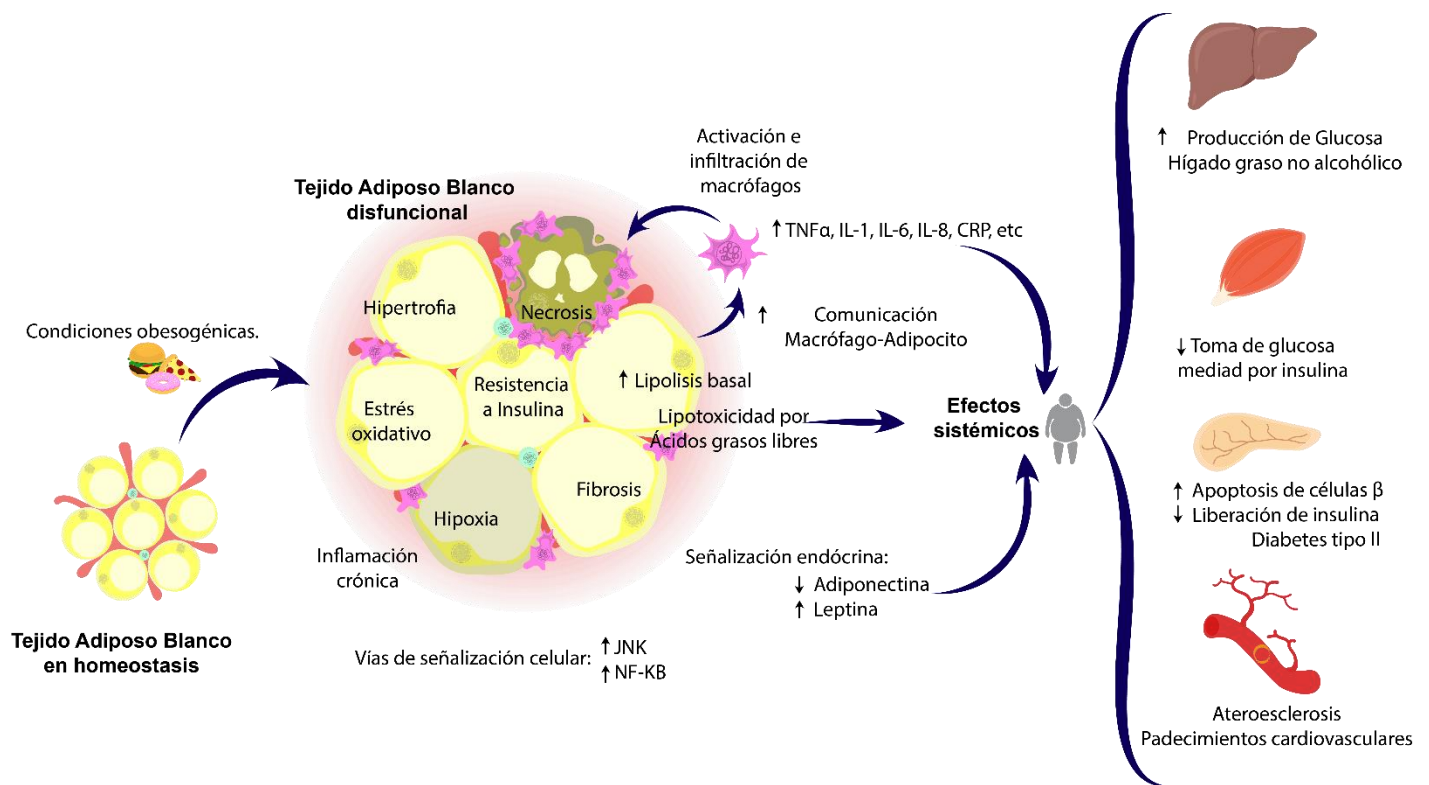 Condiciones obesogénicas.
Tejido Adiposo Blanco
en homeostasis
Tejido Adiposo Blanco
disfuncional
Hipertrofia
Necrosis
Estrés
oxidativo
Resistencia
a Insulina
↑ Lipolisis basal
Hipoxia
Fibrosis
Inflamación
crónica
Vías de señalización celular:
↑ JNK
↑ NF-KB
Activación e
infiltración de
macrófagos
↑ TNFα, IL-1, IL-6, IL-8, CRP, etc
↑ Comunicación
Macrófago-Adipocito
Lipotoxicidad por
Ácidos grasos libres
Señalización endócrina:
↓ Adiponectina
↑ Leptina
Efectos
sistémicos
↑ Producción de Glucosa
Hígado graso no alcohólico
↓ Toma de glucosa
mediad por insulina
↑ Apoptosis de células β
↓ Liberación de insulina
Diabetes tipo II
Ateroesclerosis
Padecimientos cardiovasculares